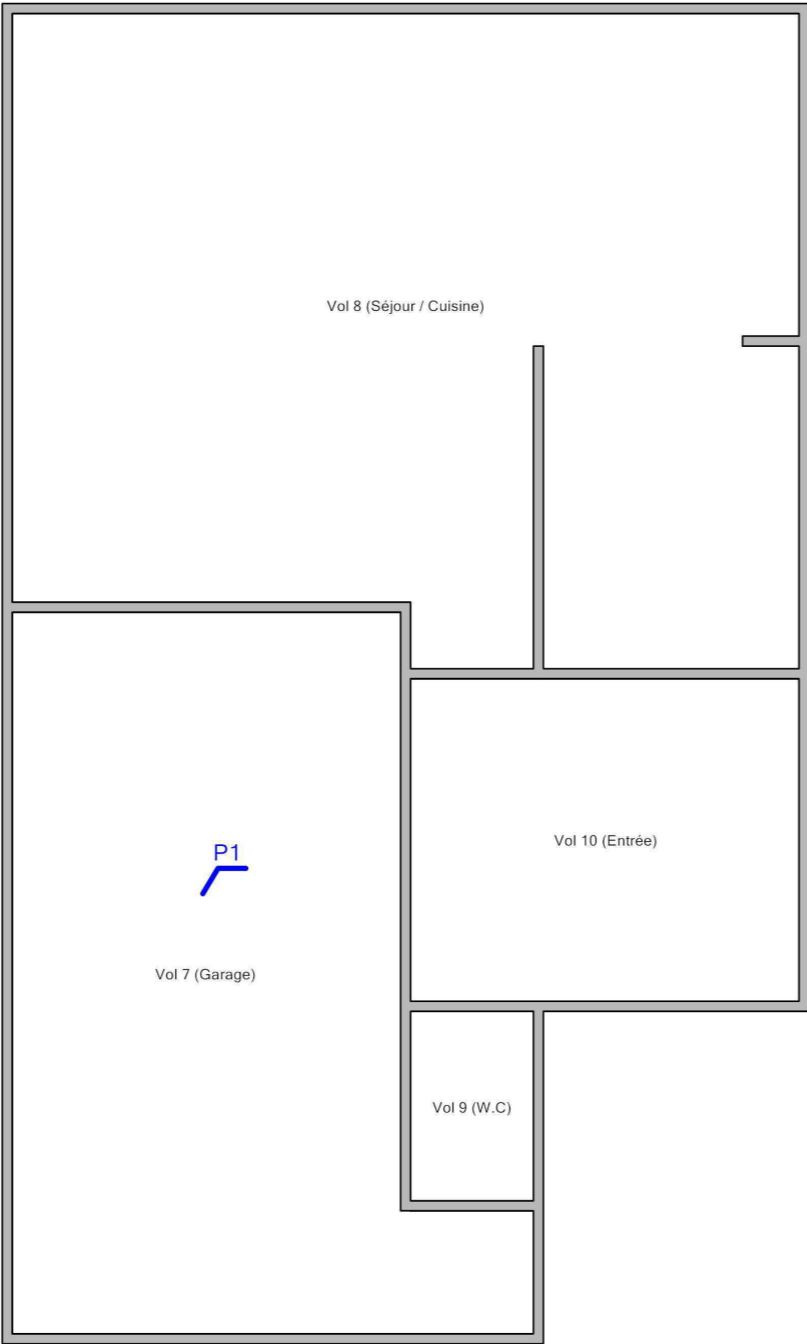 Vol 8 (Séjour / Cuisine)
Vol 10 (Entrée)
P1
Vol 7 (Garage)
Vol 9 (W.C)